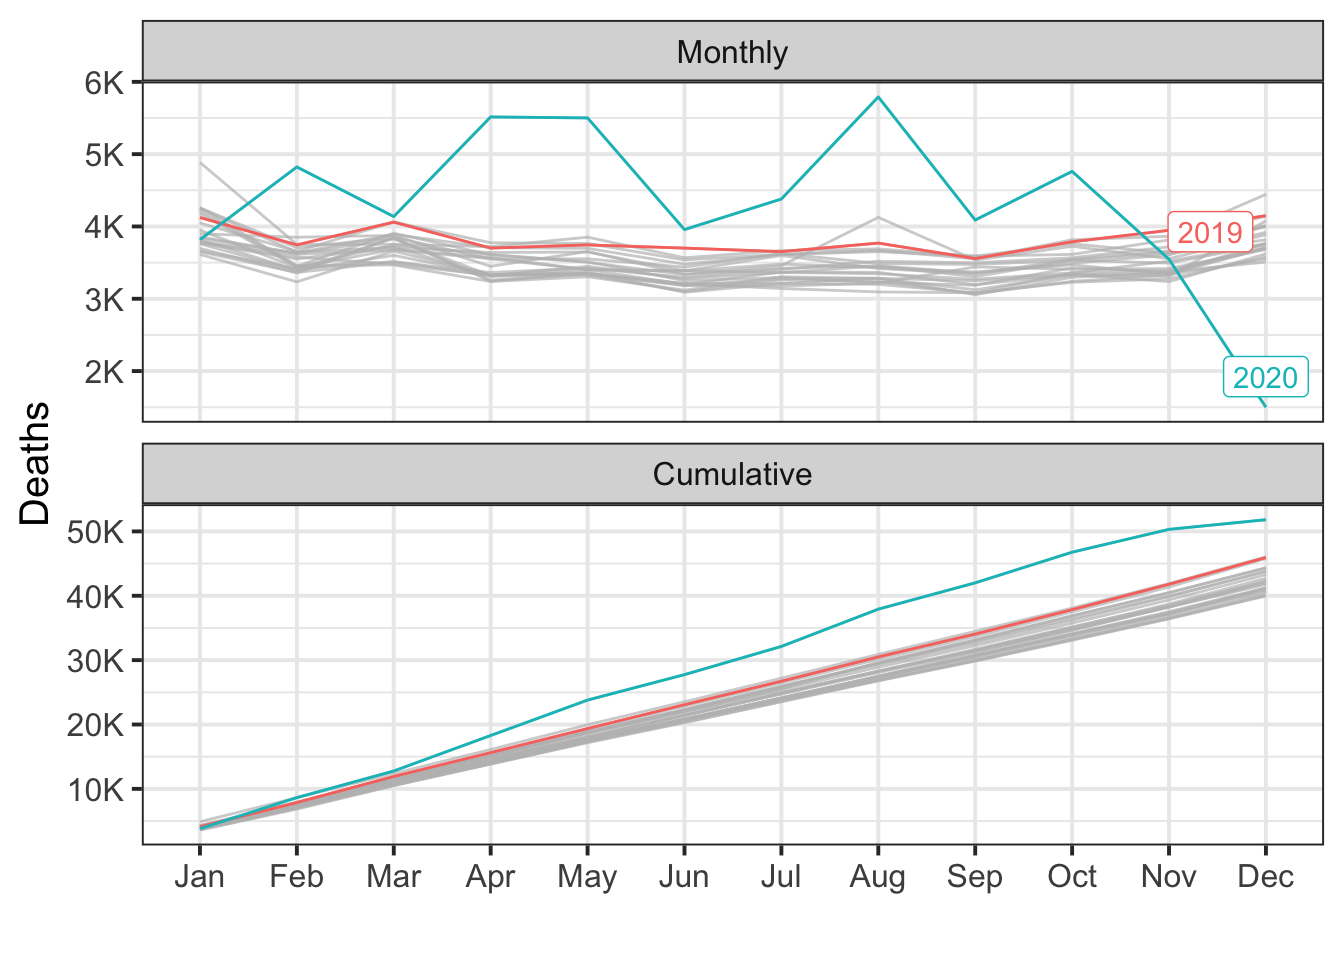 Monthly
6K
5K
4K
3K
2K
2019
2020
Deaths
Cumulative
50K
40K
30K
20K
10K
Jan Feb Mar Apr May Jun Jul Aug Sep Oct Nov Dec